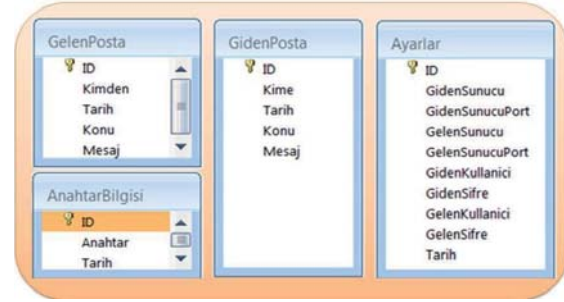 GelenPosta
ID
Kimden
Tarih
Konu
Mesaj
AnahtarBilgisi
ID
Anahtar
Tarih
GidenPosta
ID
Kime
Tarih
Konu
Mesaj
Ayarlar
ID
GidenSunucu
GidenSunucuPort
GelenSunucu
GelenSunucuPort
GidenKullanici
GidenSifre
GelenKullanici
GelenSifre
Tarih